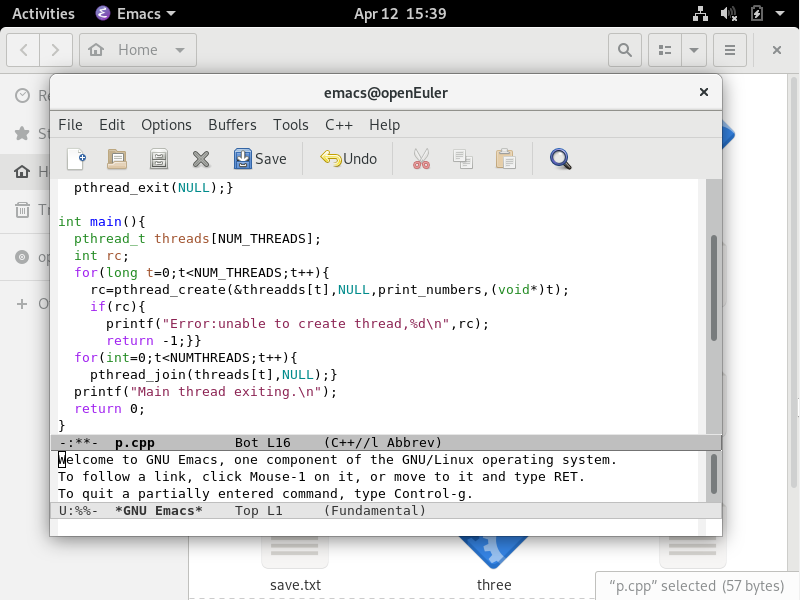 Activities Emacs Apr 12 15:39
Home
emacs@openEuler
File Edit Options Buffers Tools C++ Help
Save Undo
pthread_exit(NULL);}
int main(){
pthread_t threads[NUM_THREADS];
int rc;
for(long t=0;t<NUM_THREADS;t++){
rc=pthread_create(&threadds[t],NULL,print_numbers,(void*)t);
if(rc){
printf("Error:unable to create thread,%d\n",rc);
return -1;}}
for(int=0;t<NUMTHREADS;t++){
pthread_join(threads[t],NULL);}
printf("Main thread exiting.\n");
return 0;
}
-:**- p.cpp Bot L16 (C++//l Abbrev)
Welcome to GNU Emacs, one component of the GNU/Linux operating system.
To follow a link, click Mouse-1 on it, or move to it and type RET.
To quit a partially entered command, type Control-g.
U:%%- *GNU Emacs* Top L1 (Fundamental)
save.txt three
“p.cpp” selected (57 bytes)